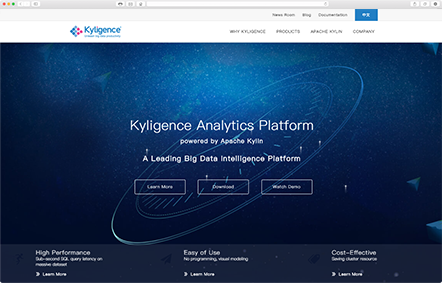 News Room Blog Documentation 中文
Kyligence
WHY KYLIGENCE PRODUCTS APACHE KYLIN COMPANY
Kyligence Analytics Platform
powered by Apache Kylin
A Leading Big Data Intelligence Platform
Learn More Download Watch Demo
High Performance Easy of Use Cost-Effective
Sub-second SQL query latency on No programming, visual modeling Saving cluster resource
massive dataset
Learn More Learn More Learn More